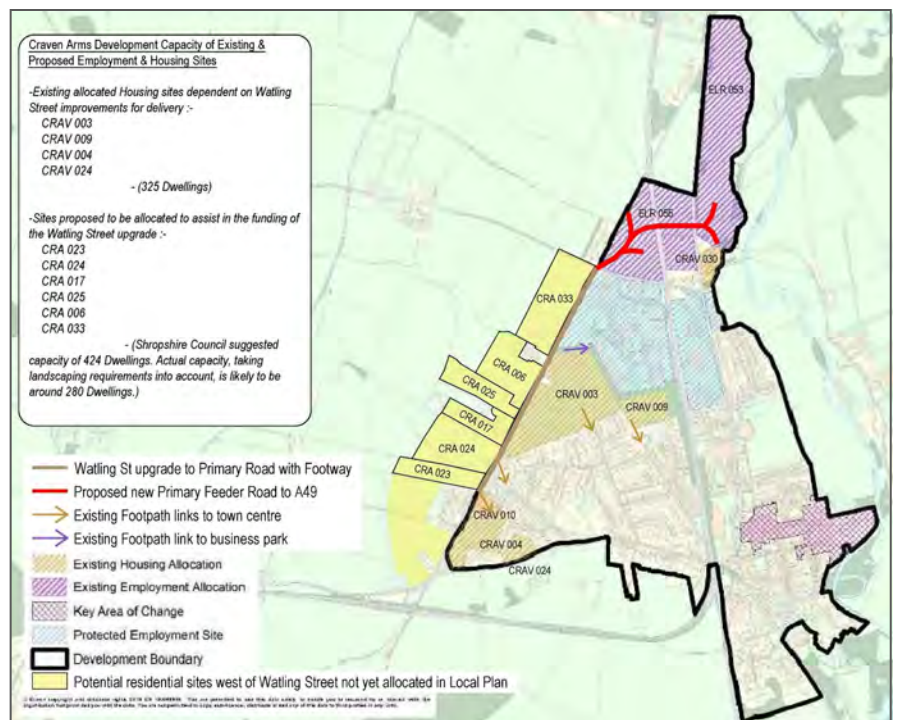 Craven Arms Development Capacity of Existing &
Proposed Employment & Housing Sites
-Existing allocated Housing sites dependent on Watling
Street improvements for delivery :-
CRAV 003
CRAV 009
CRAV 004
CRAV 024
- (325 Dwellings)
-Sites proposed to be allocated to assist in the funding of
the Watling Street upgrade :-
CRA 023
CRA 024
CRA 017
CRA 025
CRA 006
CRA 033
- (Shropshire Council suggested
capacity of 424 Dwellings. Actual capacity, taking
landscaping requirements into account, is likely to be
around 280 Dwellings.)
ELR 053
ELR 055
CRAV 030
CRA 033
CRA 006
CRA 025
CRA 017
CRA 024
CRA 023
CRAV 003
CRAV 009
CRAV 010
CRAV 004
CRAV 024
Watling St upgrade to Primary Road with Footway
Proposed new Primary Feeder Road to A49
Existing Footpath links to town centre
Existing Footpath link to business park
Existing Housing Allocation
Existing Employment Allocation
Key Area of Change
Protected Employment Site
Development Boundary
Potential residential sites west of Watling Street not yet allocated in Local Plan